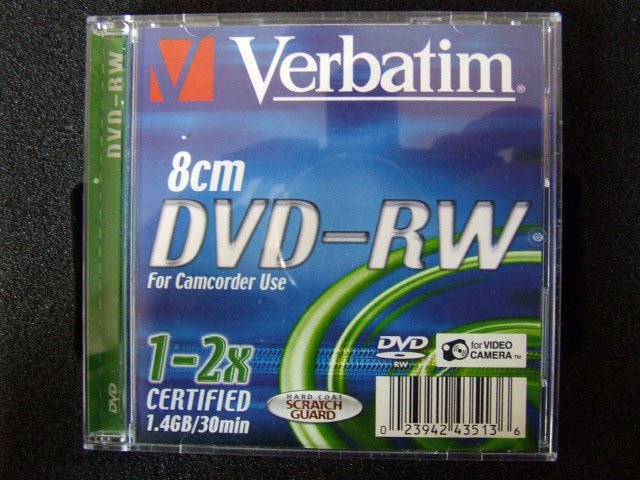 DVD-RW
DVD
Verbatim®
8cm
DVD-RW
For Camcorder Use
1-2x
CERTIFIED
1.4GB/30min
HARD COAT
SCRATCH
GUARD
DVD
RW
for VIDEO
CAMERA™
0 23942 43513 6